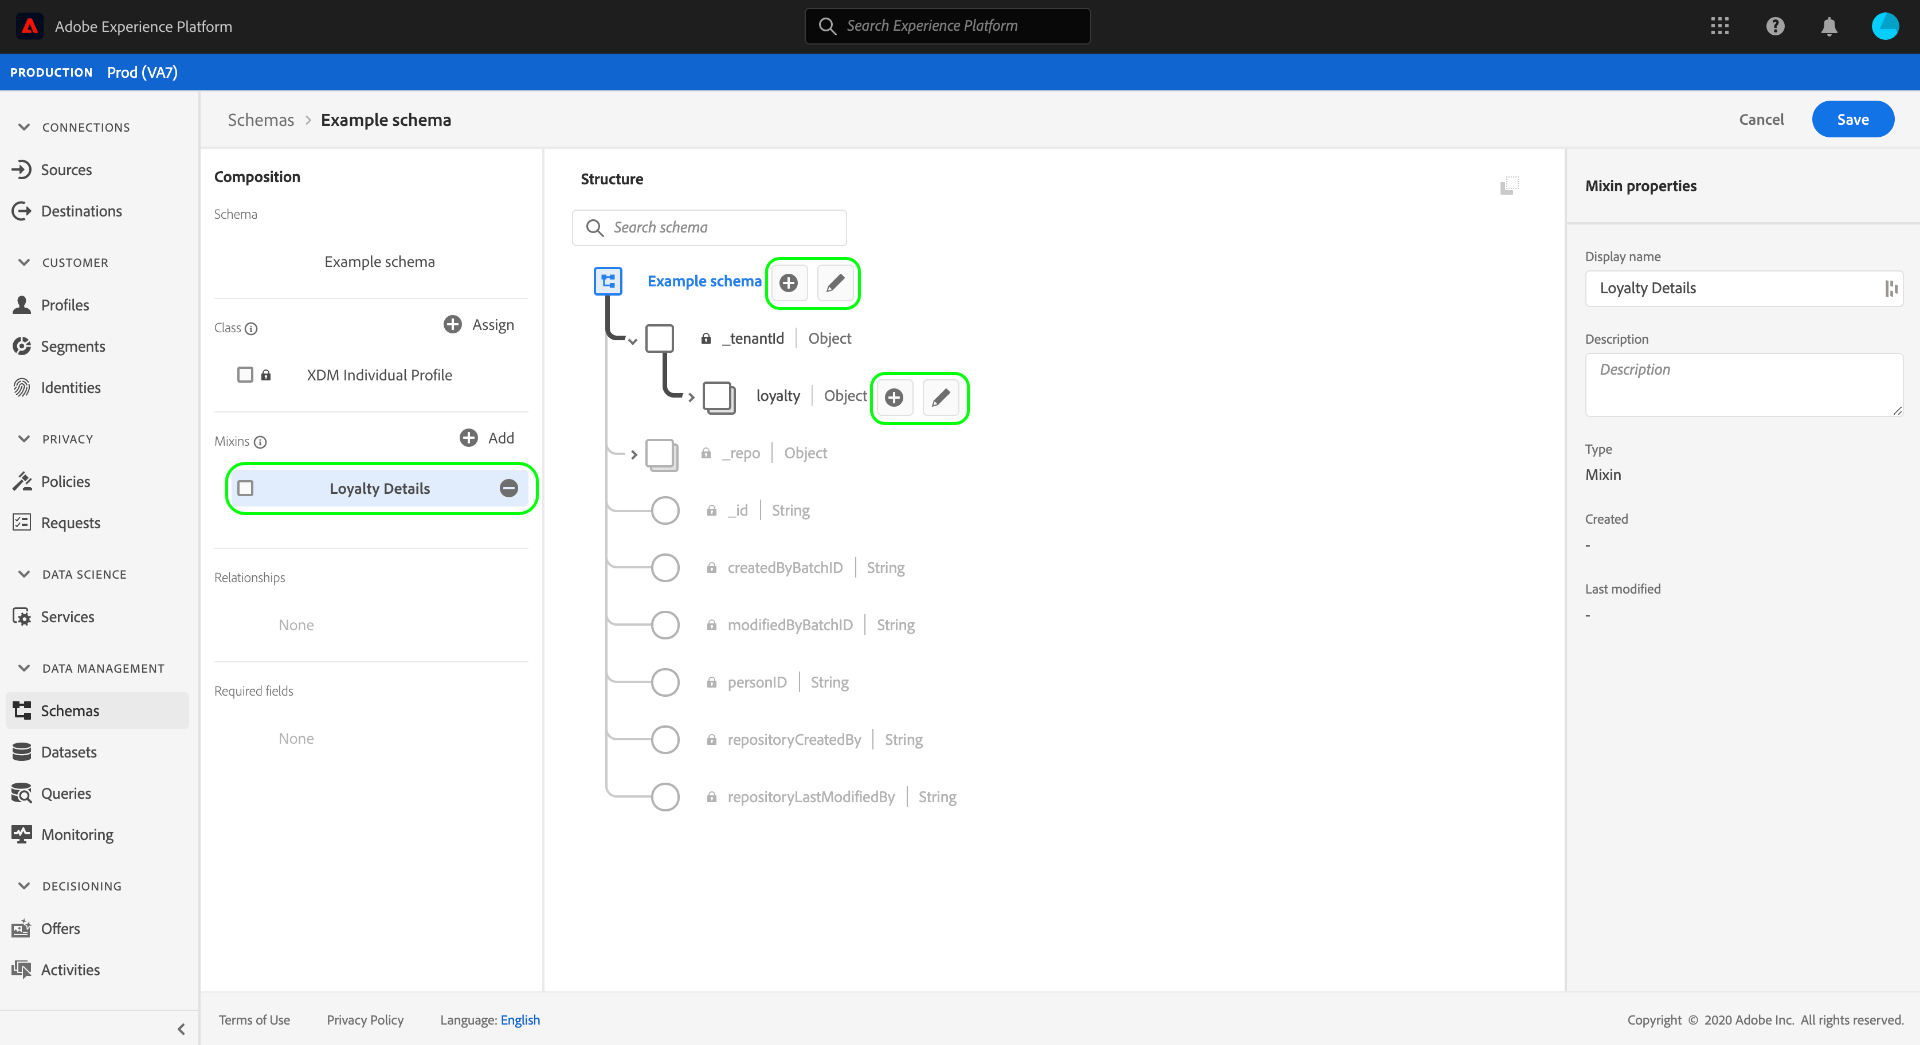 Adobe Experience Platform
Search Experience Platform
PRODUCTION Prod (VA7)
CONNECTIONS
Sources
Destinations
CUSTOMER
Profiles
Segments
Identities
PRIVACY
Policies
Requests
DATA SCIENCE
Services
DATA MANAGEMENT
Schemas
Datasets
Queries
Monitoring
DECISIONING
Offers
Activities
Schemas > Example schema
Cancel
Save
Composition
Schema
Example schema
Class
Assign
XDM Individual Profile
Mixins
Add
Loyalty Details
Relationships
None
Required fields
None
Structure
Search schema
Example schema
_tenantId | Object
loyalty | Object
_repo | Object
_id | String
createdByBatchID | String
modifiedByBatchID | String
personID | String
repositoryCreatedBy | String
repositoryLastModifiedBy | String
Mixin properties
Display name
Loyalty Details
Description
Description
Type
Mixin
Created
-
Last modified
-
Terms of Use
Privacy Policy
Language: English
Copyright © 2020 Adobe Inc. All rights reserved.